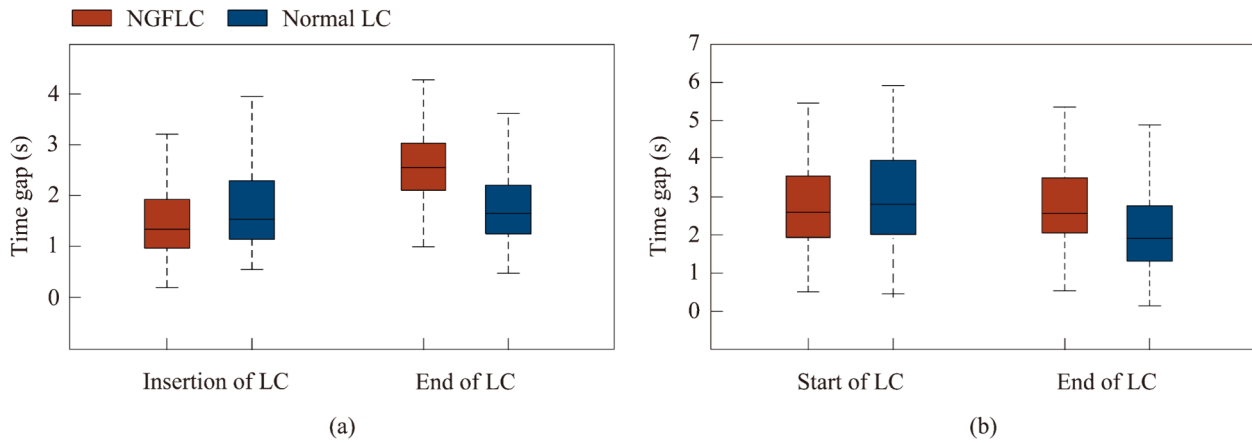 NGFLC Normal LC
Time gap (s)
4
3
2
1
0
Insertion of LC End of LC
(a)
Time gap (s)
7
6
5
4
3
2
1
0
Start of LC End of LC
(b)